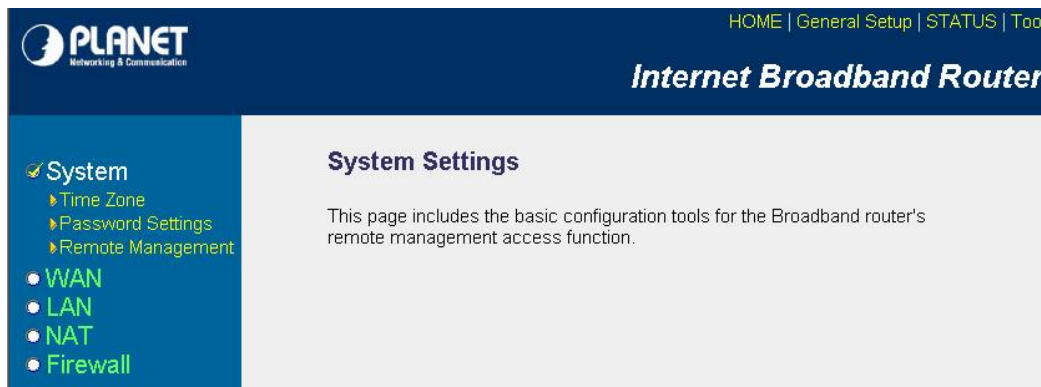 PLANET
Networking & Communication
HOME | General Setup | STATUS | Too
Internet Broadband Router
System
Time Zone
Password Settings
Remote Management
WAN
LAN
NAT
Firewall
System Settings
This page includes the basic configuration tools for the Broadband router's
remote management access function.